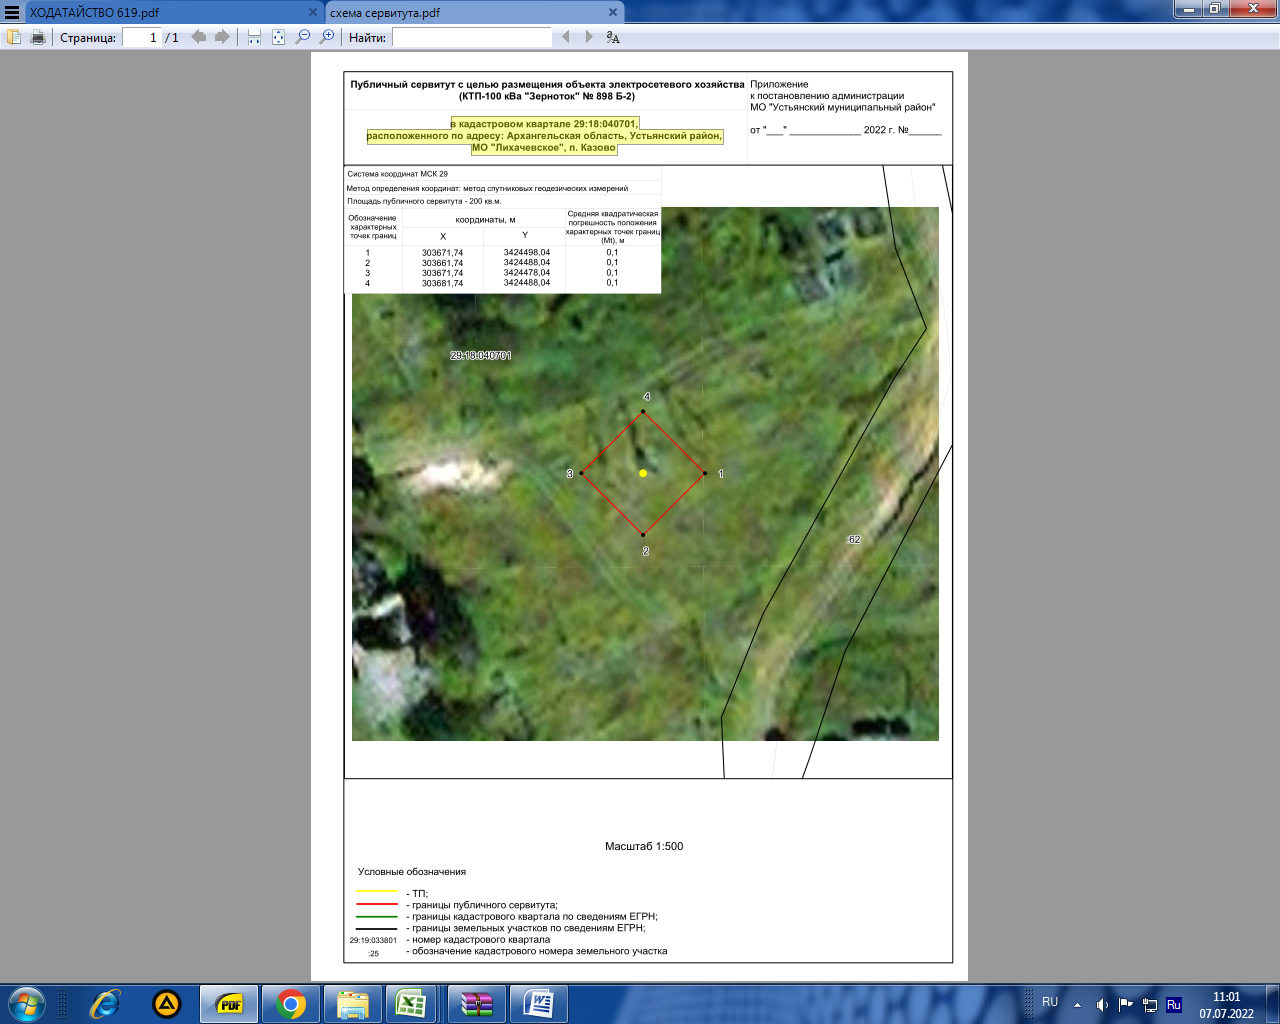 ХОДАТАЙСТВО 619.pdf
схема сервитута.pdf
Страница: 1 / 1
Найти:
Публичный сервитут с целью размещения объекта электросетевого хозяйства
(КТП-100 кВа "Зерноток" № 898 Б-2)
в кадастровом квартале 29:18:040701,
расположенного по адресу: Архангельская область, Устьянский район,
МО "Лихачевское", п. Казово
Приложение
к постановлению администрации
МО "Устьянский муниципальный район"
от "___" _____________ 2022 г. №______
Система координат МСК 29
Метод определения координат: метод спутниковых геодезических измерений
Площадь публичного сервитута - 200 кв.м.
Обозначение характерных точек границ
координаты, м
X Y
Средняя квадратическая погрешность положения характерных точек границ (Mt), м
1 303671,74 3424498,04 0,1
2 303661,74 3424488,04 0,1
3 303671,74 3424478,04 0,1
4 303681,74 3424488,04 0,1
29:18:040701
4
3
1
2
:62
Масштаб 1:500
Условные обозначения
- ТП;
- границы публичного сервитута;
- границы кадастрового квартала по сведениям ЕГРН;
- границы земельных участков по сведениям ЕГРН;
29:19:033801 - номер кадастрового квартала
:25 - обозначение кадастрового номера земельного участка
PDF
RU
Ru
11:01
07.07.2022